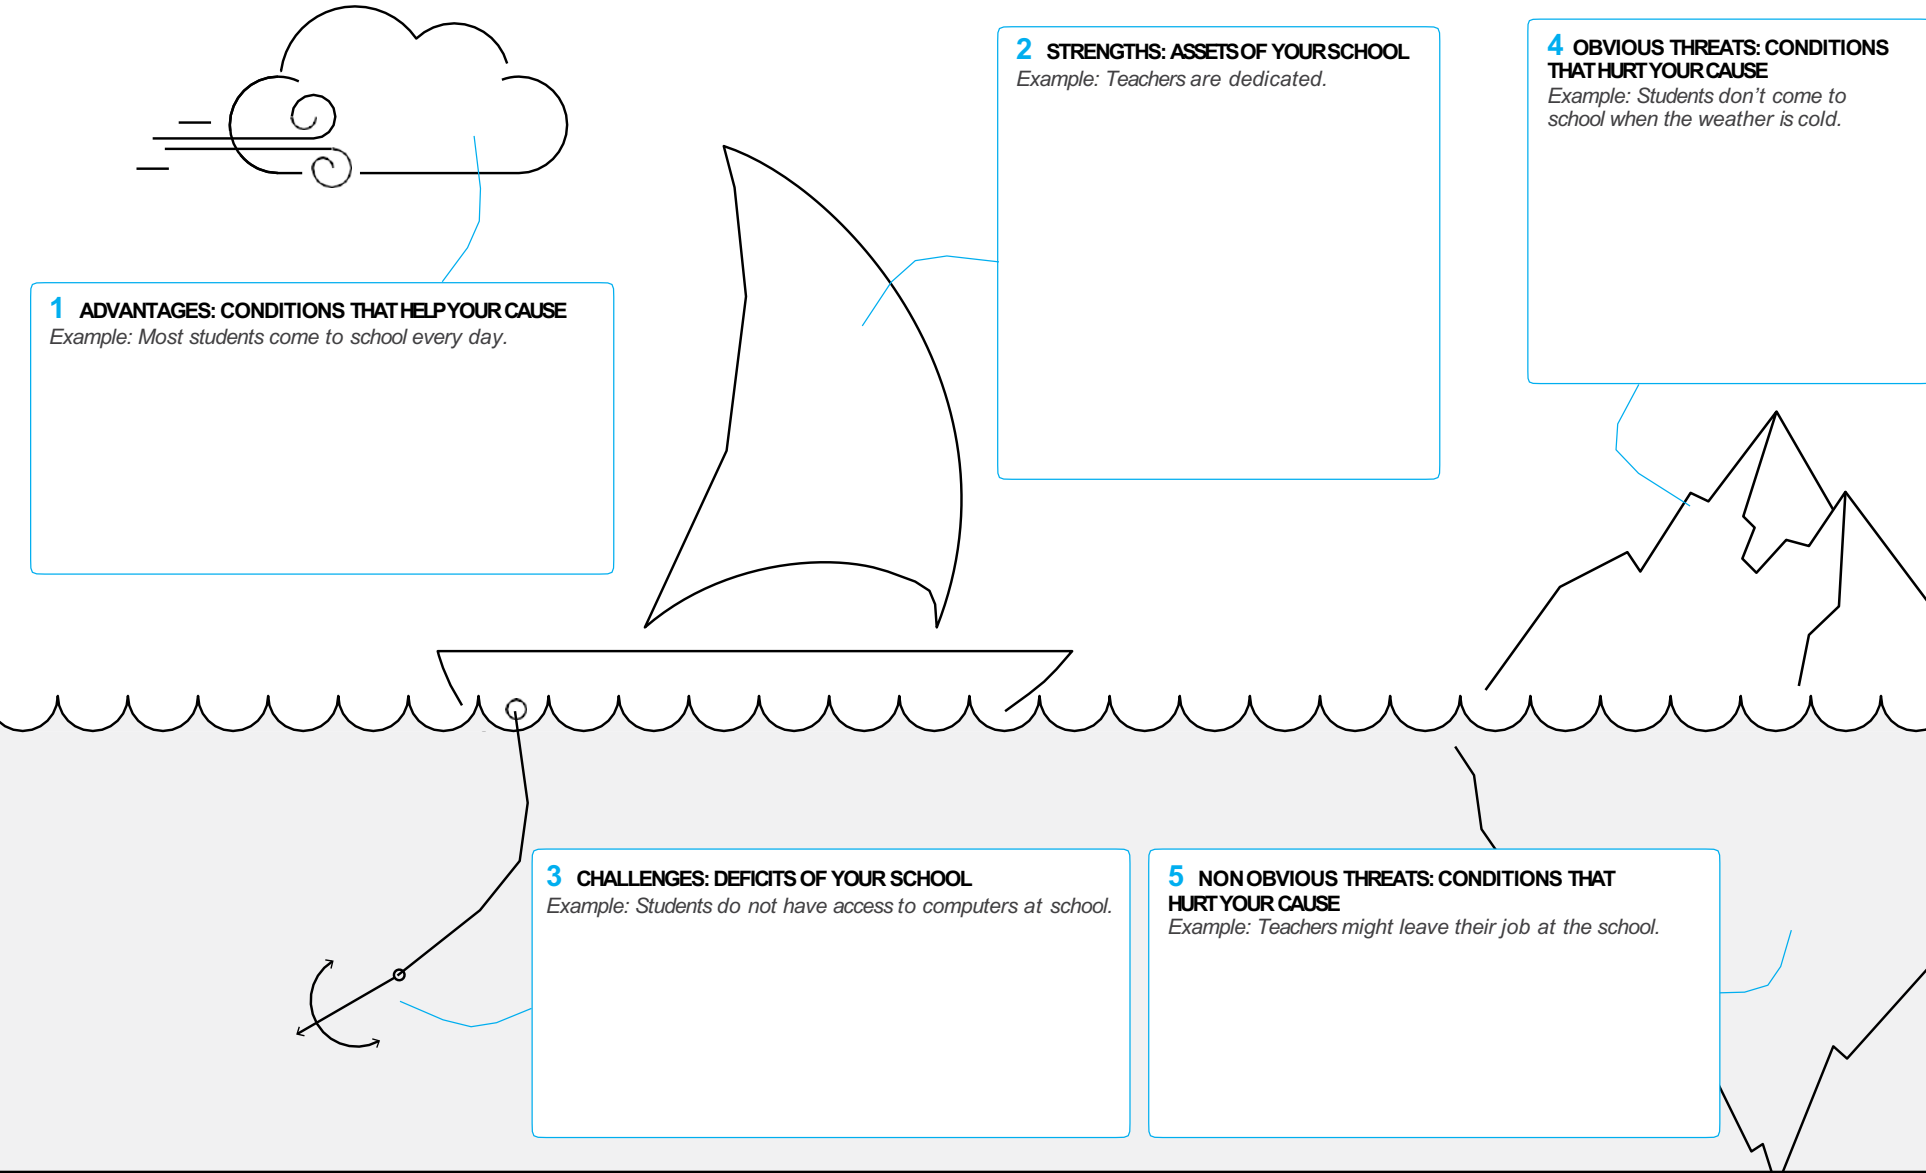 1 ADVANTAGES: CONDITIONS THAT HELP YOUR CAUSE
Example: Most students come to school every day.
2 STRENGTHS: ASSETS OF YOUR SCHOOL
Example: Teachers are dedicated.
3 CHALLENGES: DEFICITS OF YOUR SCHOOL
Example: Students do not have access to computers at school.
4 OBVIOUS THREATS: CONDITIONS
THAT HURT YOUR CAUSE
Example: Students don’t come to
school when the weather is cold.
5 NON OBVIOUS THREATS: CONDITIONS THAT
HURT YOUR CAUSE
Example: Teachers might leave their job at the school.